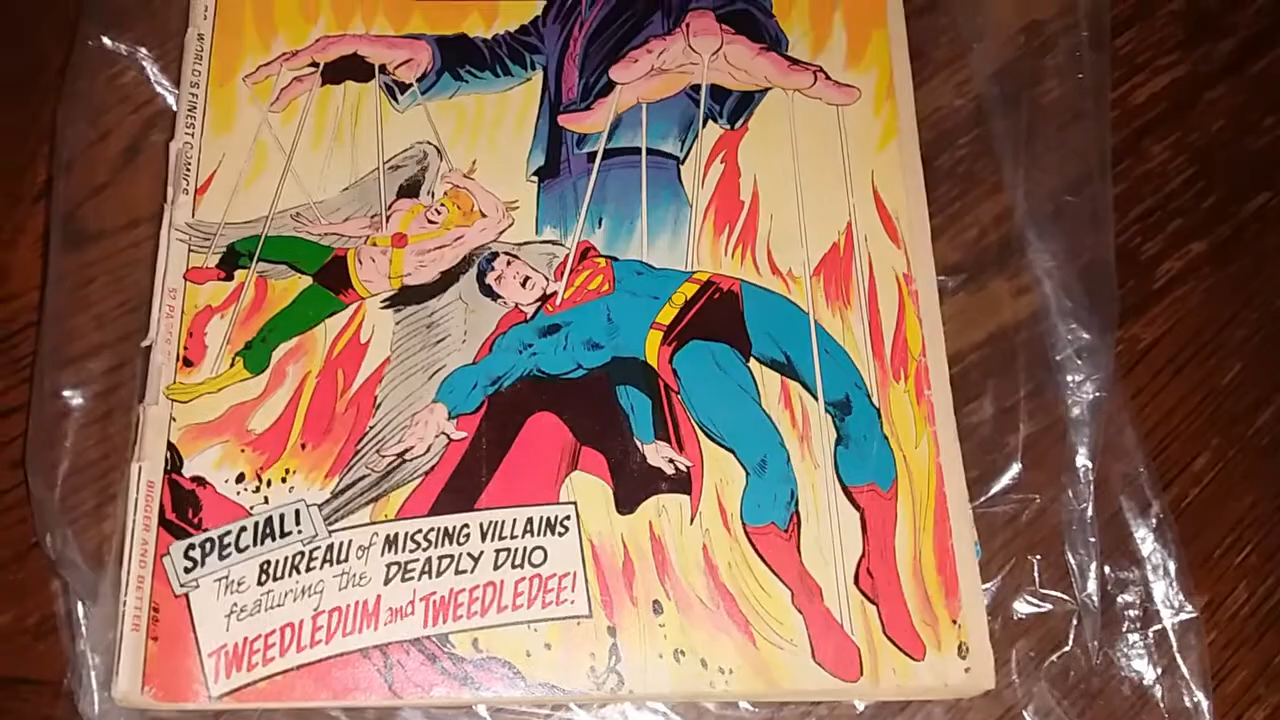 WORLD'S FINEST COMICS
BIGGER AND BETTER
SPECIAL!
The BUREAU of MISSING VILLAINS
featuring the DEADLY DUO
TWEEDLEDUM and TWEEDLEDEE!